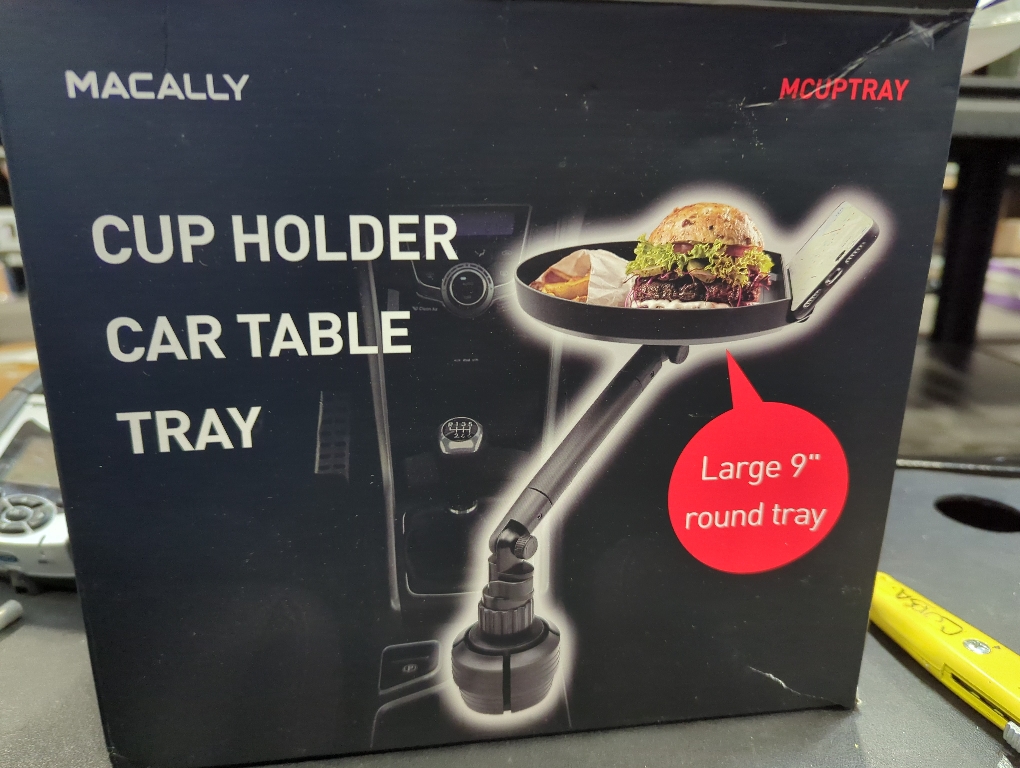 MACALLY
MCUPTRAY
CUP HOLDER
CAR TABLE
TRAY
Large 9"
round tray